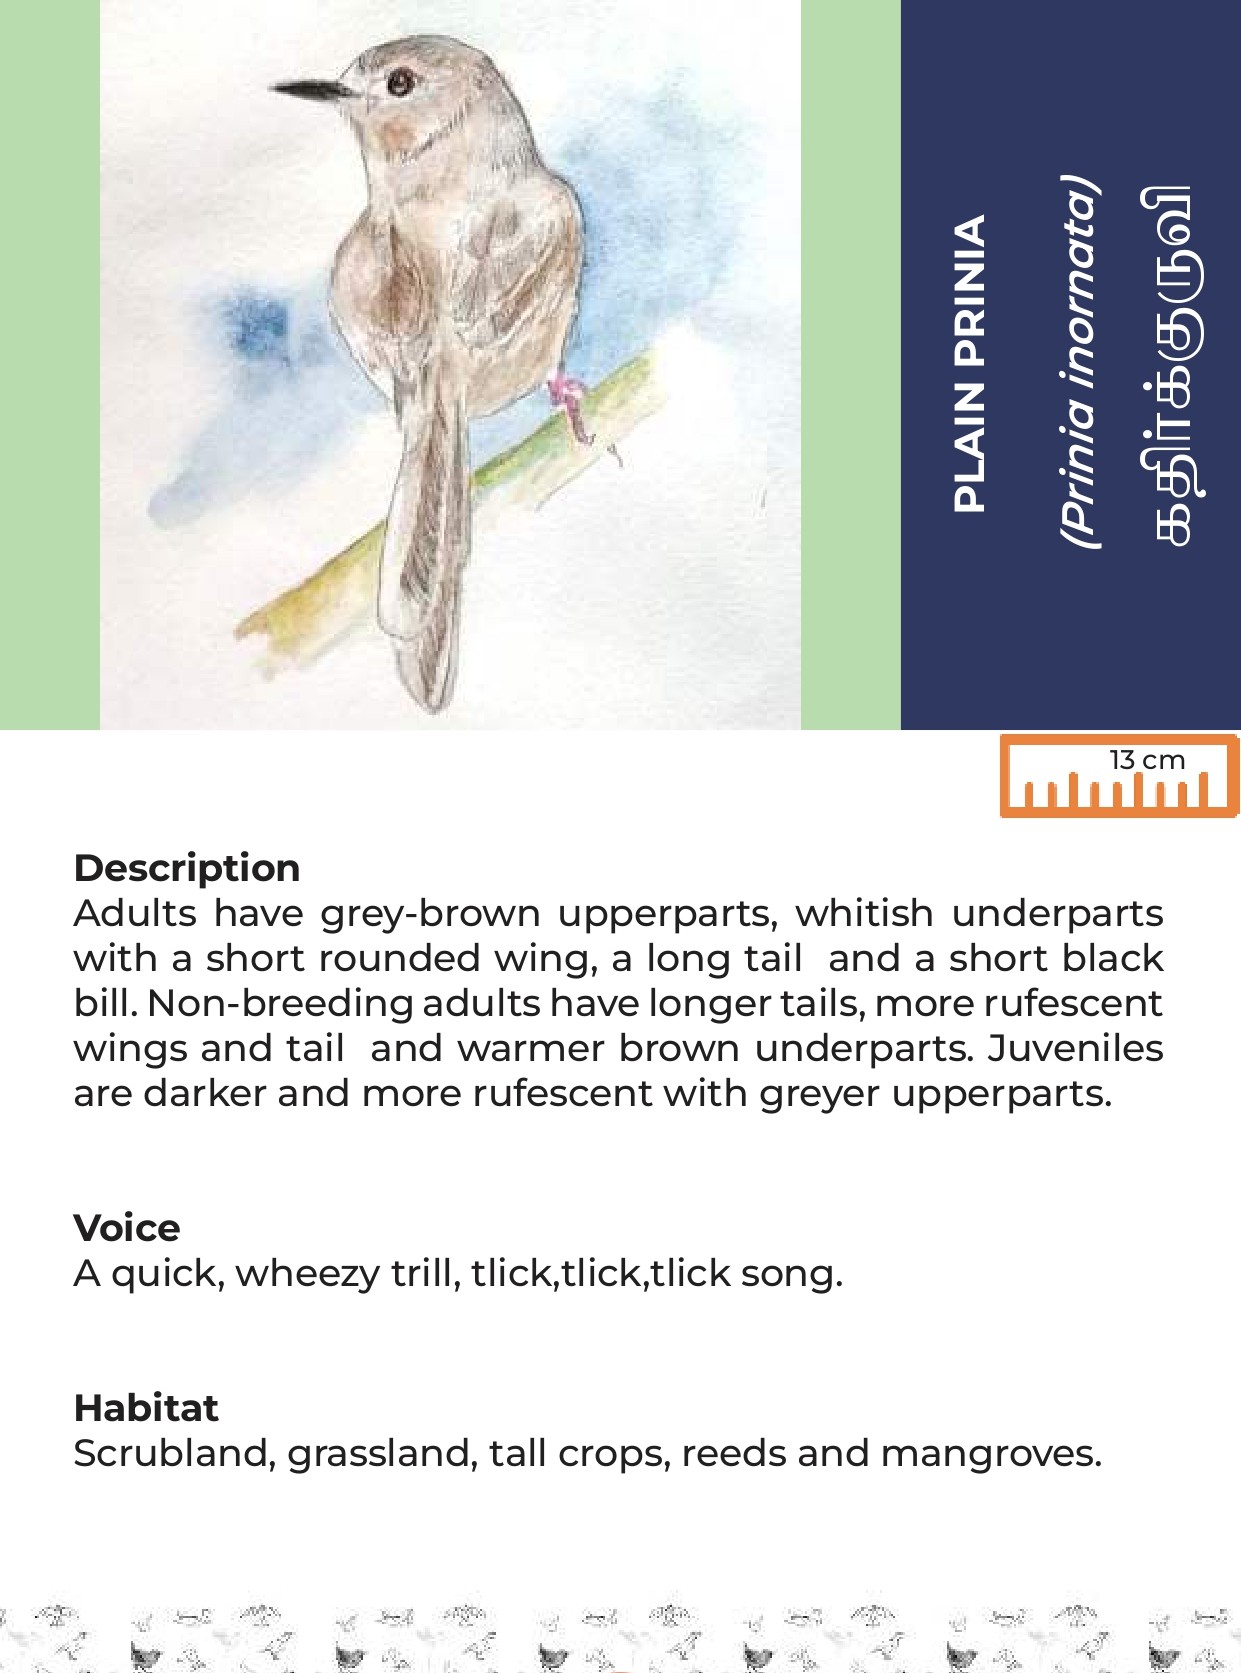 PLAIN PRINIA
(Prinia inornata)
கதிர்க்குருவி
13 cm
Description
Adults have grey-brown upperparts, whitish underparts
with a short rounded wing, a long tail  and a short black
bill. Non-breeding adults have longer tails, more rufescent
wings and tail  and warmer brown underparts. Juveniles
are darker and more rufescent with greyer upperparts.
Voice
A quick, wheezy trill, tlick,tlick,tlick song.
Habitat
Scrubland, grassland, tall crops, reeds and mangroves.